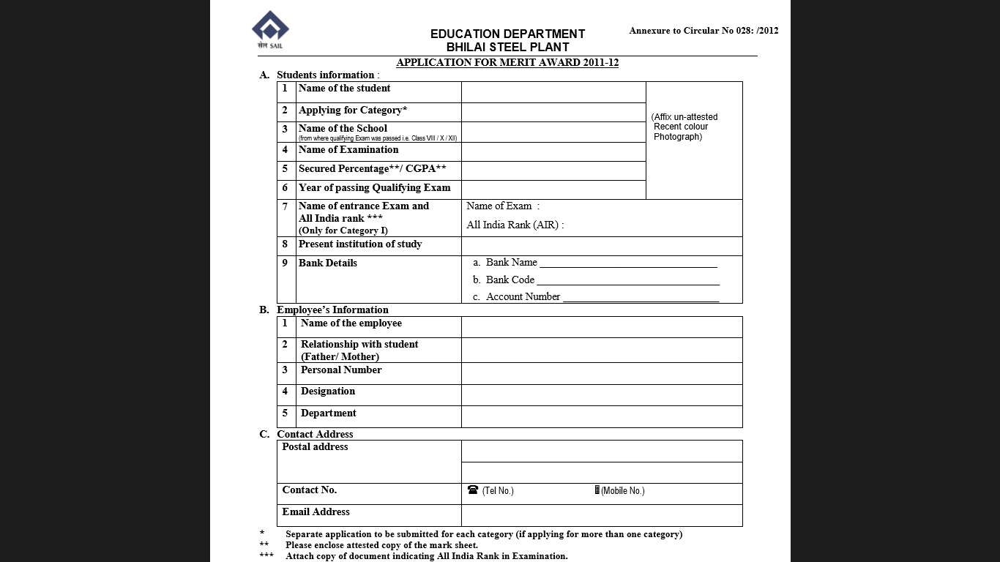 सेल SAIL
EDUCATION DEPARTMENT
BHILAI STEEL PLANT
Annexure to Circular No 028: /2012
APPLICATION FOR MERIT AWARD 2011-12
A. Students information :
1 Name of the student
2 Applying for Category*
3 Name of the School
(from where qualifying Exam was passed i.e. Class VIII / X / XII)
4 Name of Examination
5 Secured Percentage**/ CGPA**
6 Year of passing Qualifying Exam
(Affix un-attested
Recent colour
Photograph)
7 Name of entrance Exam and
All India rank ***
(Only for Category I)
Name of Exam :
All India Rank (AIR) :
8 Present institution of study
9 Bank Details
a. Bank Name
b. Bank Code
c. Account Number
B. Employee’s Information
1 Name of the employee
2 Relationship with student
(Father/ Mother)
3 Personal Number
4 Designation
5 Department
C. Contact Address
Postal address
Contact No. (Tel No.) (Mobile No.)
Email Address
* Separate application to be submitted for each category (if applying for more than one category)
** Please enclose attested copy of the mark sheet.
*** Attach copy of document indicating All India Rank in Examination.